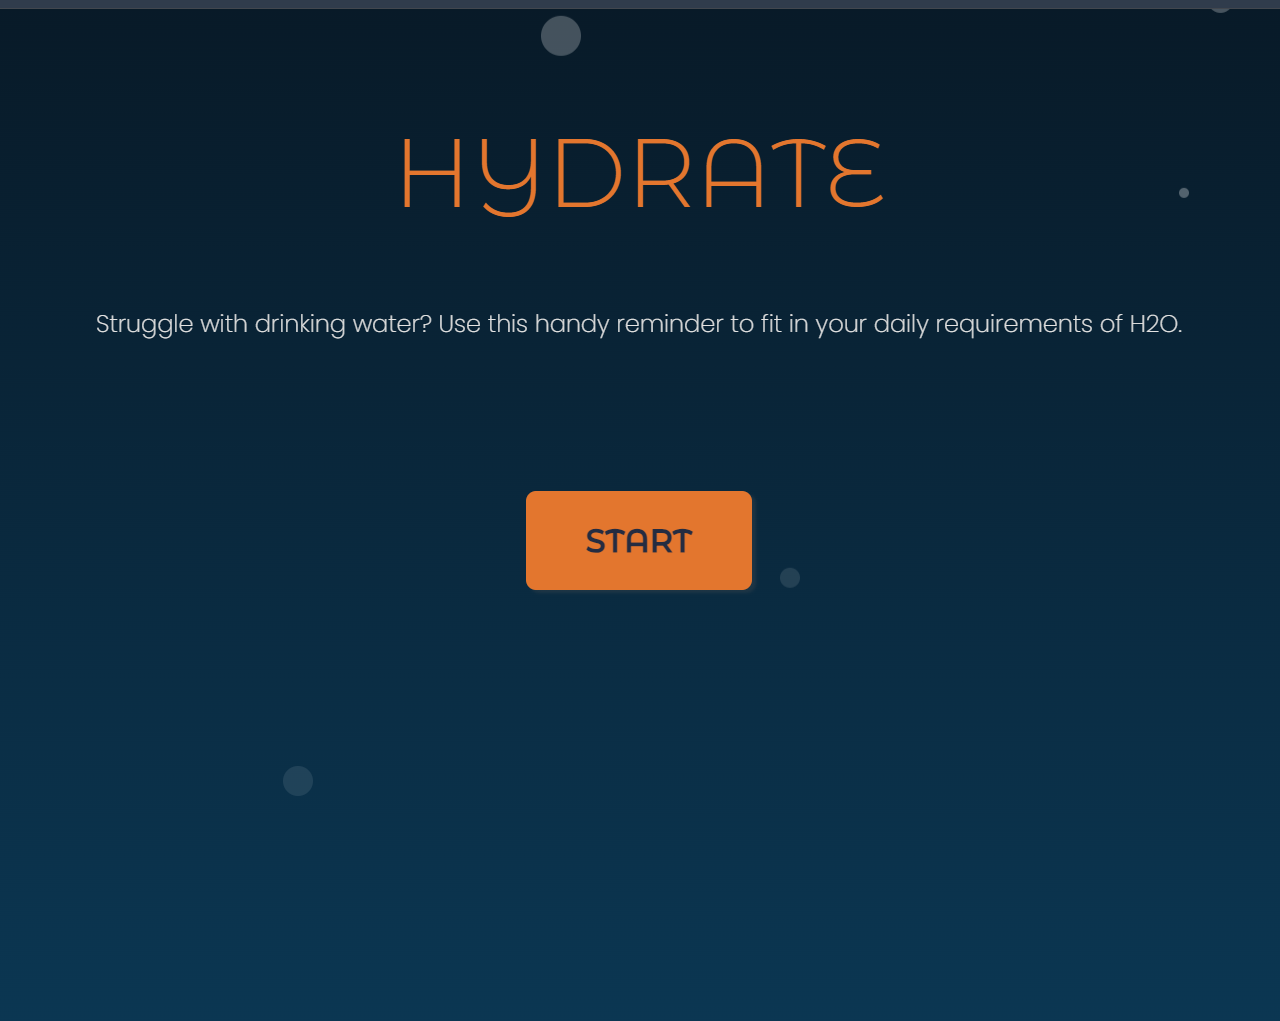 HYDRATE
Struggle with drinking water? Use this handy reminder to fit in your daily requirements of H2O.
START